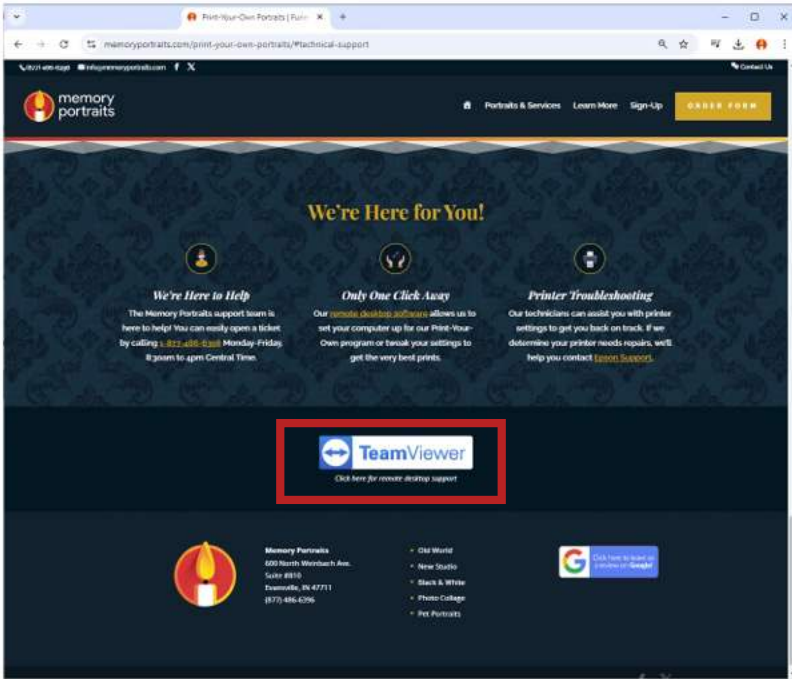 Print-Your-Own Portraits | Fune
memoryportraits.com/print-your-own-portraits/#technical-support
(877) 486-6396 info@memoryportraits.com
Contact Us
memory
portraits
Portraits & Services Learn More Sign-Up ORDER FORM
We're Here for You!
We're Here to Help
The Memory Portraits support team is
here to help! You can easily open a ticket
by calling 1-877-486-6396 Monday-Friday,
8:30am to 4pm Central Time.
Only One Click Away
Our remote desktop software allows us to
set your computer up for our Print-Your-
Own program or tweak your settings to
get the very best prints.
Printer Troubleshooting
Our technicians can assist you with printer
settings to get you back on track. If we
determine your printer needs repairs, we'll
help you contact Epson Support.
TeamViewer
Click here for remote desktop support
Memory Portraits
600 North Weinbach Ave.
Suite #810
Evansville, IN 47711
(877) 486-6396
Old World
New Studio
Black & White
Photo Collage
Pet Portraits
Click here to leave us
a review on Google!